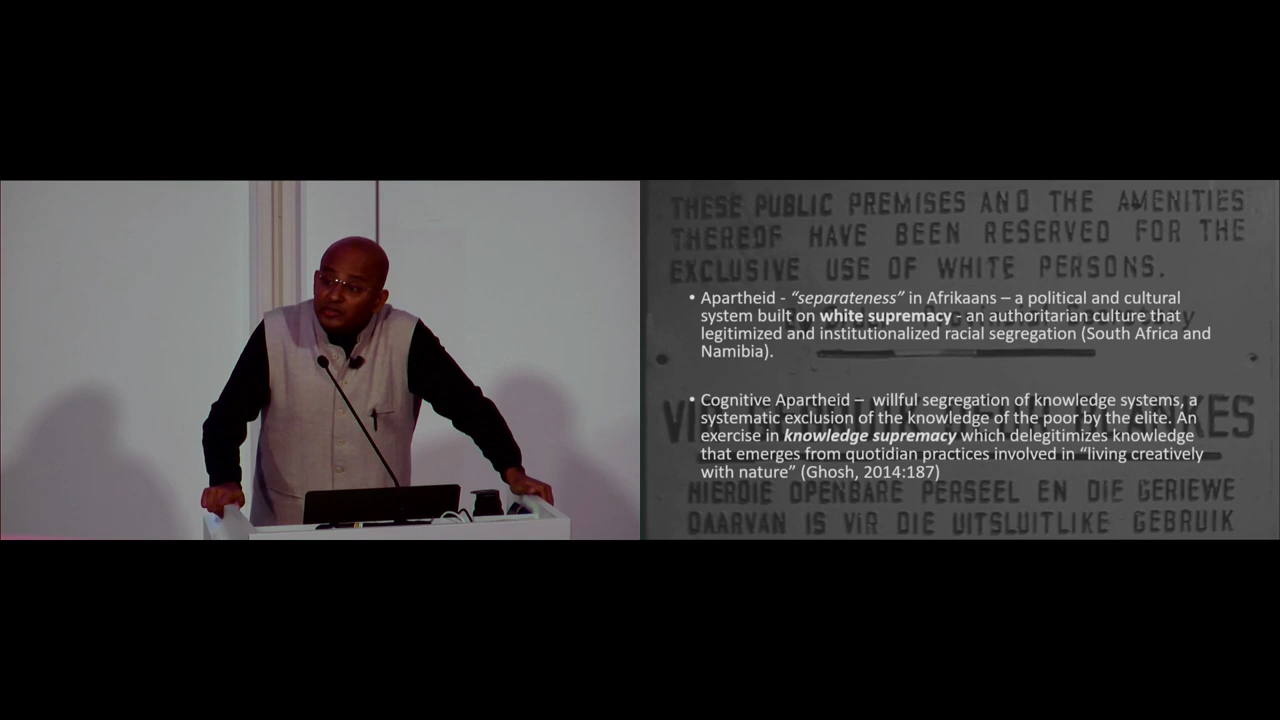 THESE PUBLIC PREMISES AND THE AMENITIES
THEREOF HAVE BEEN RESERVED FOR THE
EXCLUSIVE USE OF WHITE PERSONS.
• Apartheid - “separateness” in Afrikaans – a political and cultural
system built on white supremacy - an authoritarian culture that
legitimized and institutionalized racial segregation (South Africa and
Namibia).
• Cognitive Apartheid – willful segregation of knowledge systems, a
systematic exclusion of the knowledge of the poor by the elite. An
exercise in knowledge supremacy which delegitimizes knowledge
that emerges from quotidian practices involved in “living creatively
with nature” (Ghosh, 2014:187)
HIERDIE OPENBARE PERSEEL EN DIE GERIEWE
DAARVAN IS VIR DIE UITSLUITLIKE GEBRUIK